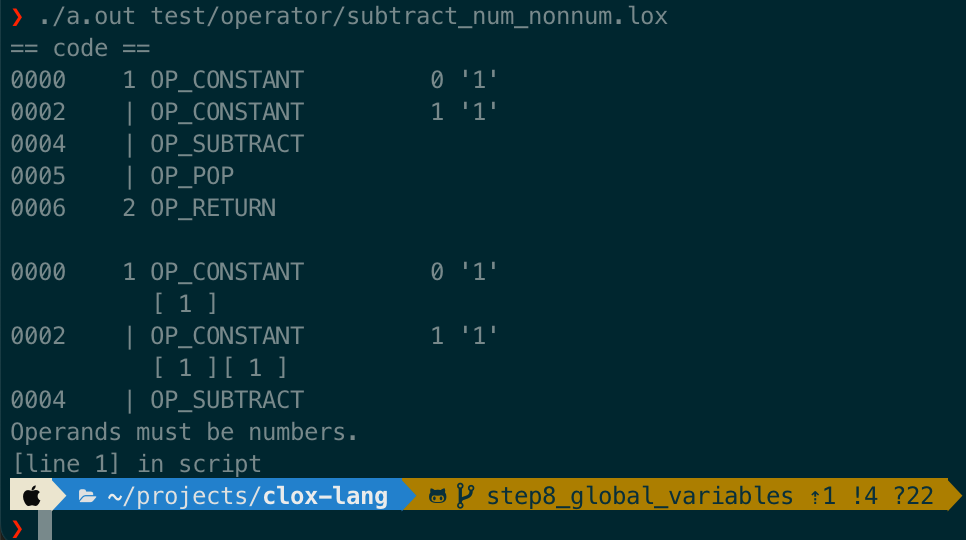 ❯ ./a.out test/operator/subtract_num_nonnum.lox
== code ==
0000    1 OP_CONSTANT         0 '1'
0002    | OP_CONSTANT         1 '1'
0004    | OP_SUBTRACT
0005    | OP_POP
0006    2 OP_RETURN
0000    1 OP_CONSTANT         0 '1'
          [ 1 ]
0002    | OP_CONSTANT         1 '1'
          [ 1 ][ 1 ]
0004    | OP_SUBTRACT
Operands must be numbers.
[line 1] in script
~/projects/clox-lang step8_global_variables ⇡1 !4 ?22
❯